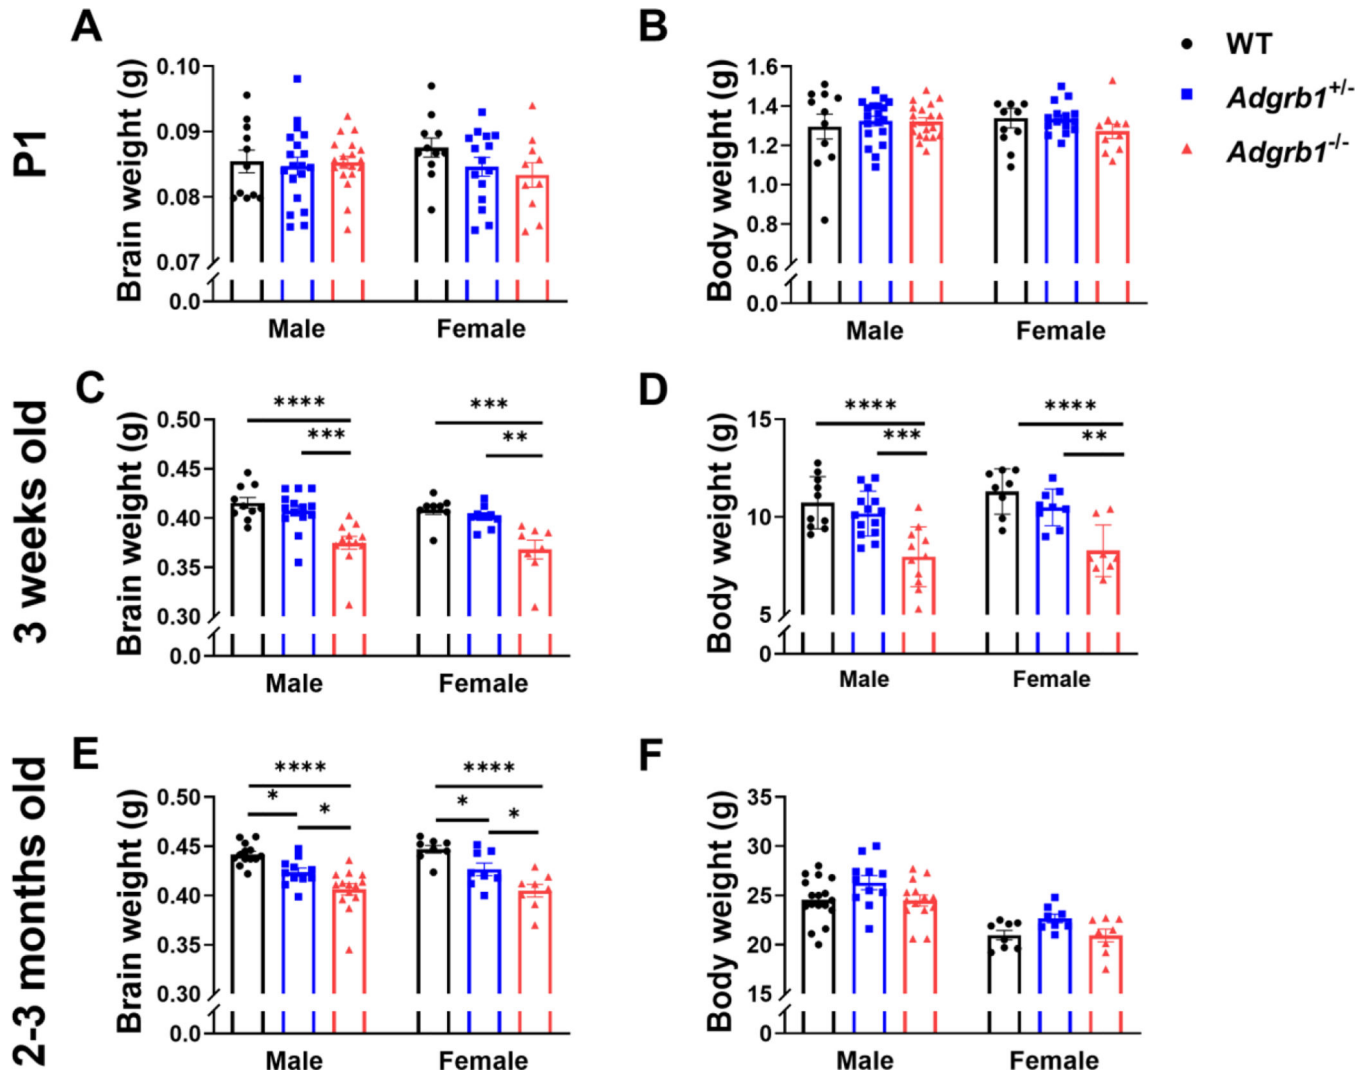 A
B
WT
Adgrb1+/-
Adgrb1-/-
P1
Brain weight (g)
0.10
0.09
0.08
0.07
0.0
Male
Female
Body weight (g)
1.6
1.4
1.2
1.0
0.8
0.6
0.0
Male
Female
3 weeks old
C
Brain weight (g)
0.50
0.45
0.40
0.35
0.30
0.0
****
***
***
**
Male
Female
D
Body weight (g)
15
10
5
0
****
***
****
**
Male
Female
2-3 months old
E
Brain weight (g)
0.50
0.45
0.40
0.35
0.30
0.0
****
*
*
****
*
*
Male
Female
F
Body weight (g)
35
30
25
20
15
0
Male
Female